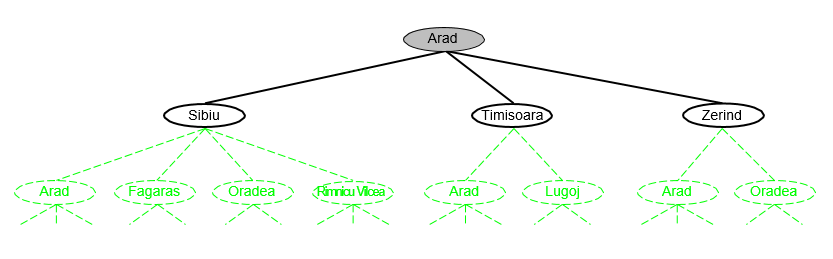 Arad
Sibiu Timisoara Zerind
Arad Fagaras Oradea Rimnicu Vilcea Arad Lugoj Arad Oradea